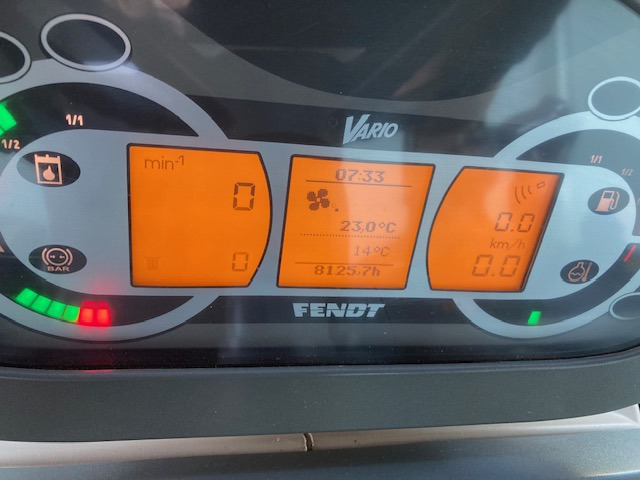 VARIO
1/1
1/2
min-1
0
0
BAR
07:33
23.0°C
14°C
8125.7h
0.0
km/h
0.0
1/1
1/2
FENDT